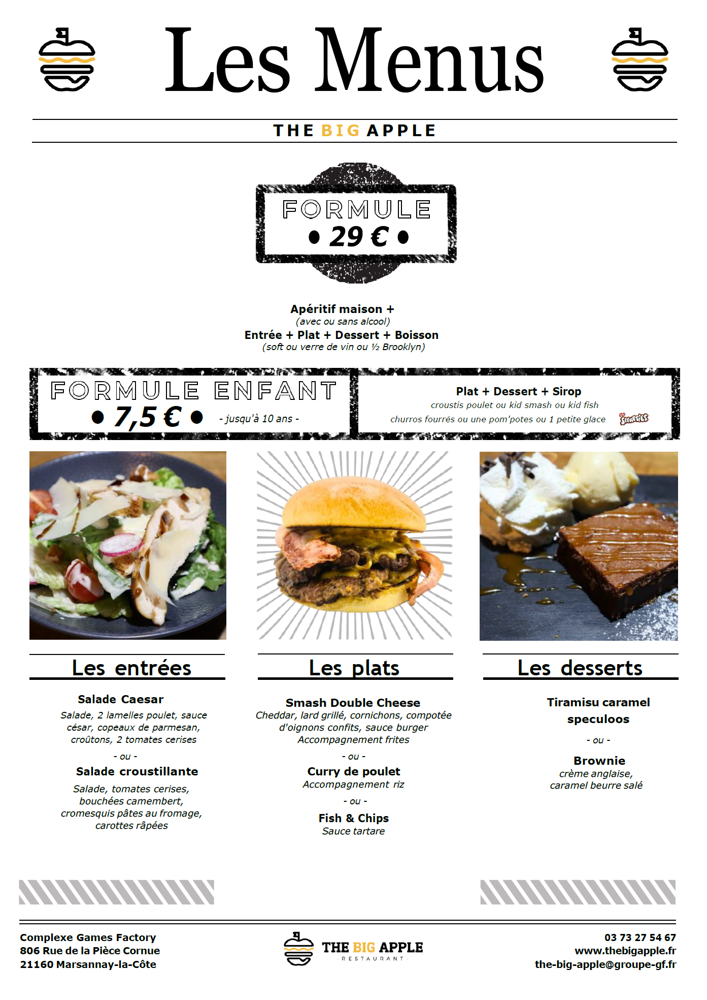 Les Menus
THE BIG APPLE
FORMULE
• 29 € •
Apéritif maison +
(avec ou sans alcool)
Entrée + Plat + Dessert + Boisson
(soft ou verre de vin ou ½ Brooklyn)
FORMULE ENFANT
• 7,5 € • - jusqu'à 10 ans -
Plat + Dessert + Sirop
croustis poulet ou kid smash ou kid fish
churros fourrés ou une pom'potes ou 1 petite glace SMARTIES
Les entrées
Salade Caesar
Salade, 2 lamelles poulet, sauce
césar, copeaux de parmesan,
croûtons, 2 tomates cerises
- ou -
Salade croustillante
Salade, tomates cerises,
bouchées camembert,
cromesquis pâtes au fromage,
carottes râpées
Les plats
Smash Double Cheese
Cheddar, lard grillé, cornichons, compotée
d'oignons confits, sauce burger
Accompagnement frites
- ou -
Curry de poulet
Accompagnement riz
- ou -
Fish & Chips
Sauce tartare
Les desserts
Tiramisu caramel
speculoos
- ou -
Brownie
crème anglaise,
caramel beurre salé
Complexe Games Factory
806 Rue de la Pièce Cornue
21160 Marsannay-la-Côte
THE BIG APPLE
- RESTAURANT -
03 73 27 54 67
www.thebigapple.fr
the-big-apple@groupe-gf.fr